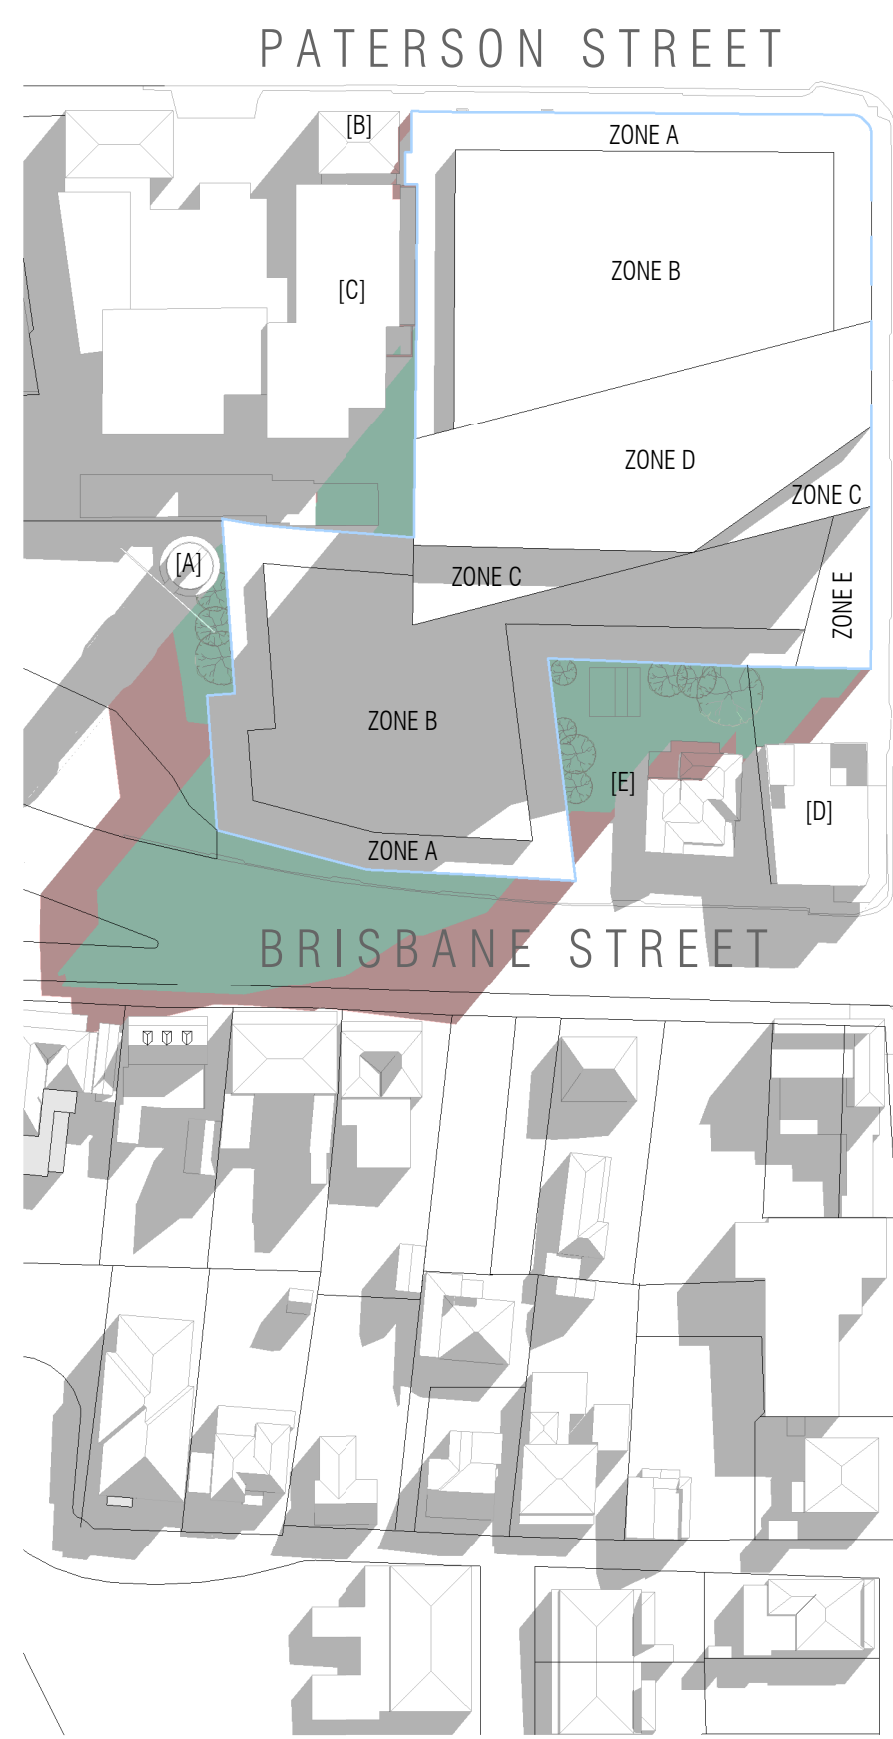 PATERSON STREET
[B]
ZONE A
ZONE B
[C]
ZONE D
ZONE C
[A]
ZONE C
ZONE E
ZONE B
[E]
[D]
ZONE A
BRISBANE STREET